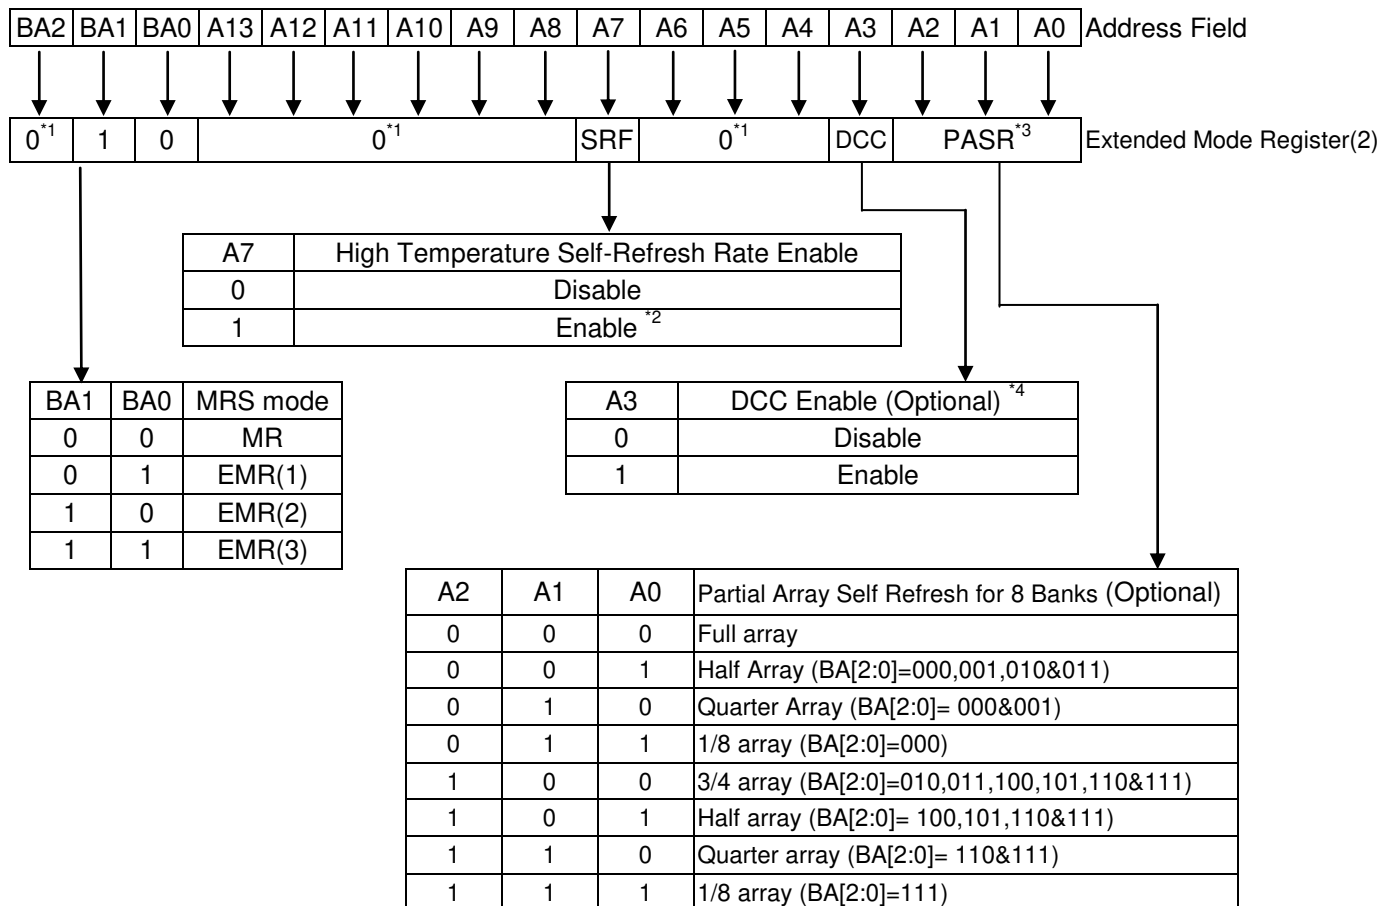 BA2 BA1 BA0 A13 A12 A11 A10 A9 A8 A7 A6 A5 A4 A3 A2 A1 A0 Address Field
0*1 1 0 0*1 SRF 0*1 DCC PASR*3 Extended Mode Register(2)
A7 High Temperature Self-Refresh Rate Enable
0 Disable
1 Enable *2
BA1 BA0 MRS mode
0 0 MR
0 1 EMR(1)
1 0 EMR(2)
1 1 EMR(3)
A3 DCC Enable (Optional) *4
0 Disable
1 Enable
A2 A1 A0 Partial Array Self Refresh for 8 Banks (Optional)
0 0 0 Full array
0 0 1 Half Array (BA[2:0]=000,001,010&011)
0 1 0 Quarter Array (BA[2:0]= 000&001)
0 1 1 1/8 array (BA[2:0]=000)
1 0 0 3/4 array (BA[2:0]=010,011,100,101,110&111)
1 0 1 Half array (BA[2:0]= 100,101,110&111)
1 1 0 Quarter array (BA[2:0]= 110&111)
1 1 1 1/8 array (BA[2:0]=111)